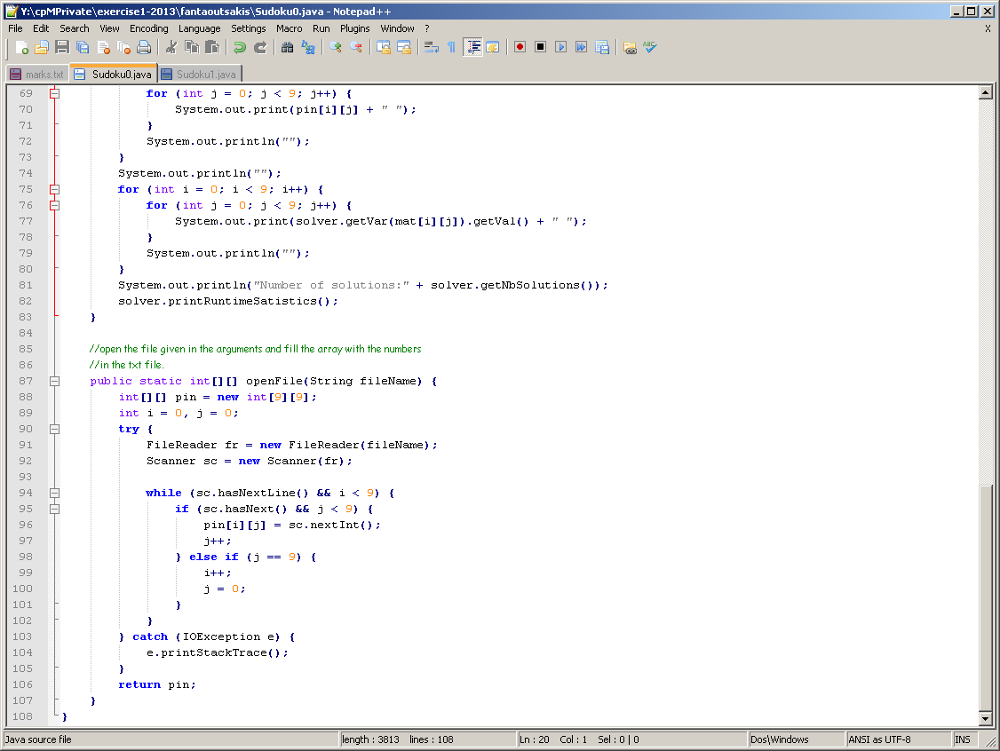 Y:\cpMPrivate\exercise1-2013\fantaoutsakis\Sudoku0.java - Notepad++
File Edit Search View Encoding Language Settings Macro Run Plugins Window ? X
marks.txt Sudoku0.java Sudoku1.java
69 for (int j = 0; j < 9; j++) {
70 System.out.print(pin[i][j] + " ");
71 }
72 System.out.println("");
73 }
74 System.out.println("");
75 for (int i = 0; i < 9; i++) {
76 for (int j = 0; j < 9; j++) {
77 System.out.print(solver.getVar(mat[i][j]).getVal() + " ");
78 }
79 System.out.println("");
80 }
81 System.out.println("Number of solutions:" + solver.getNbSolutions());
82 solver.printRuntimeSatistics();
83 }
84
85 //open the file given in the arguments and fill the array with the numbers
86 //in the txt file.
87 public static int[][] openFile(String fileName) {
88 int[][] pin = new int[9][9];
89 int i = 0, j = 0;
90 try {
91 FileReader fr = new FileReader(fileName);
92 Scanner sc = new Scanner(fr);
93
94 while (sc.hasNextLine() && i < 9) {
95 if (sc.hasNext() && j < 9) {
96 pin[i][j] = sc.nextInt();
97 j++;
98 } else if (j == 9) {
99 i++;
100 j = 0;
101 }
102 }
103 } catch (IOException e) {
104 e.printStackTrace();
105 }
106 return pin;
107 }
108 }
Java source file length : 3813 lines : 108 Ln : 20 Col : 1 Sel : 0 | 0 Dos\Windows ANSI as UTF-8 INS